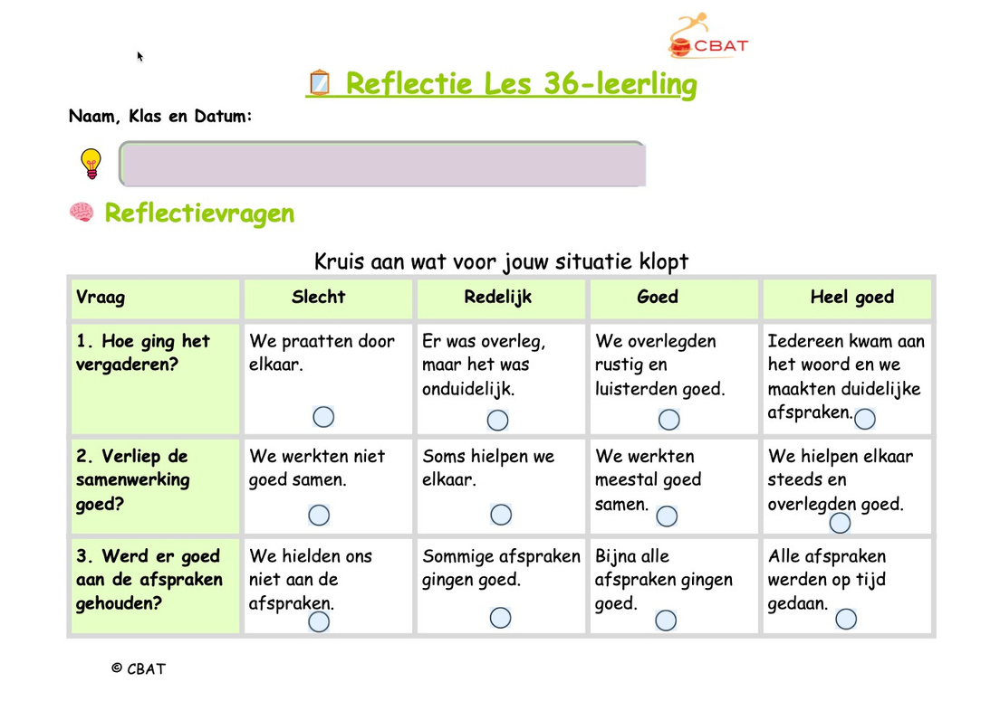 CBAT
Reflectie Les 36-leerling
Naam, Klas en Datum:
Reflectievragen
Kruis aan wat voor jouw situatie klopt
Vraag
Slecht
Redelijk
Goed
Heel goed
1. Hoe ging het
vergaderen?
We praatten door
elkaar.
Er was overleg,
maar het was
onduidelijk.
We overlegden
rustig en
luisterden goed.
Iedereen kwam aan
het woord en we
maakten duidelijke
afspraken.
2. Verliep de
samenwerking
goed?
We werkten niet
goed samen.
Soms hielpen we
elkaar.
We werkten
meestal goed
samen.
We hielpen elkaar
steeds en
overlegden goed.
3. Werd er goed
aan de afspraken
gehouden?
We hielden ons
niet aan de
afspraken.
Sommige afspraken
gingen goed.
Bijna alle
afspraken gingen
goed.
Alle afspraken
werden op tijd
gedaan.
© CBAT